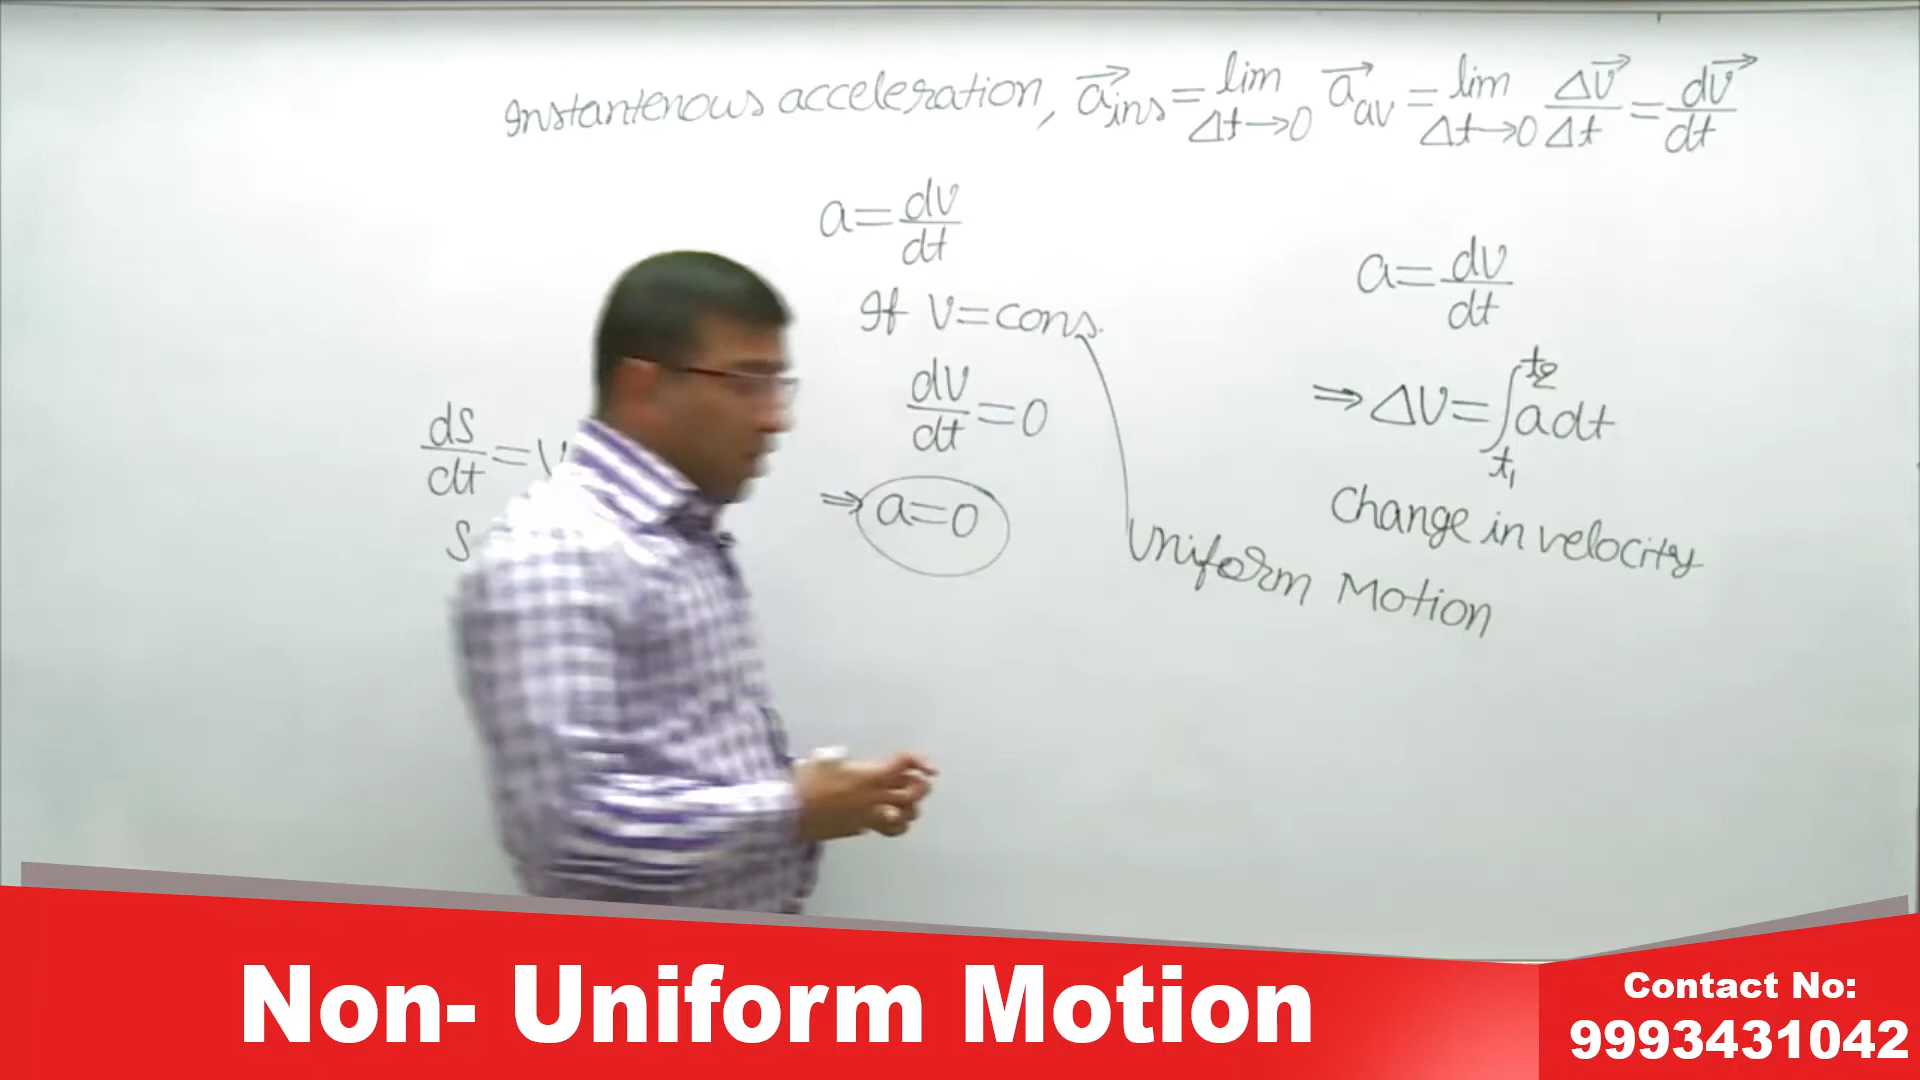 Instantenous acceleration, a⃗ins = lim Δt→0 a⃗av = lim Δt→0 Δv⃗/Δt = dv⃗/dt
a = dv/dt
If v = cons.
dv/dt = 0
⇒ a = 0
ds/dt = v
s
a = dv/dt
⇒ Δv = ∫t₁t₂ a dt
Change in velocity
Uniform Motion
Non- Uniform Motion
Contact No:
9993431042